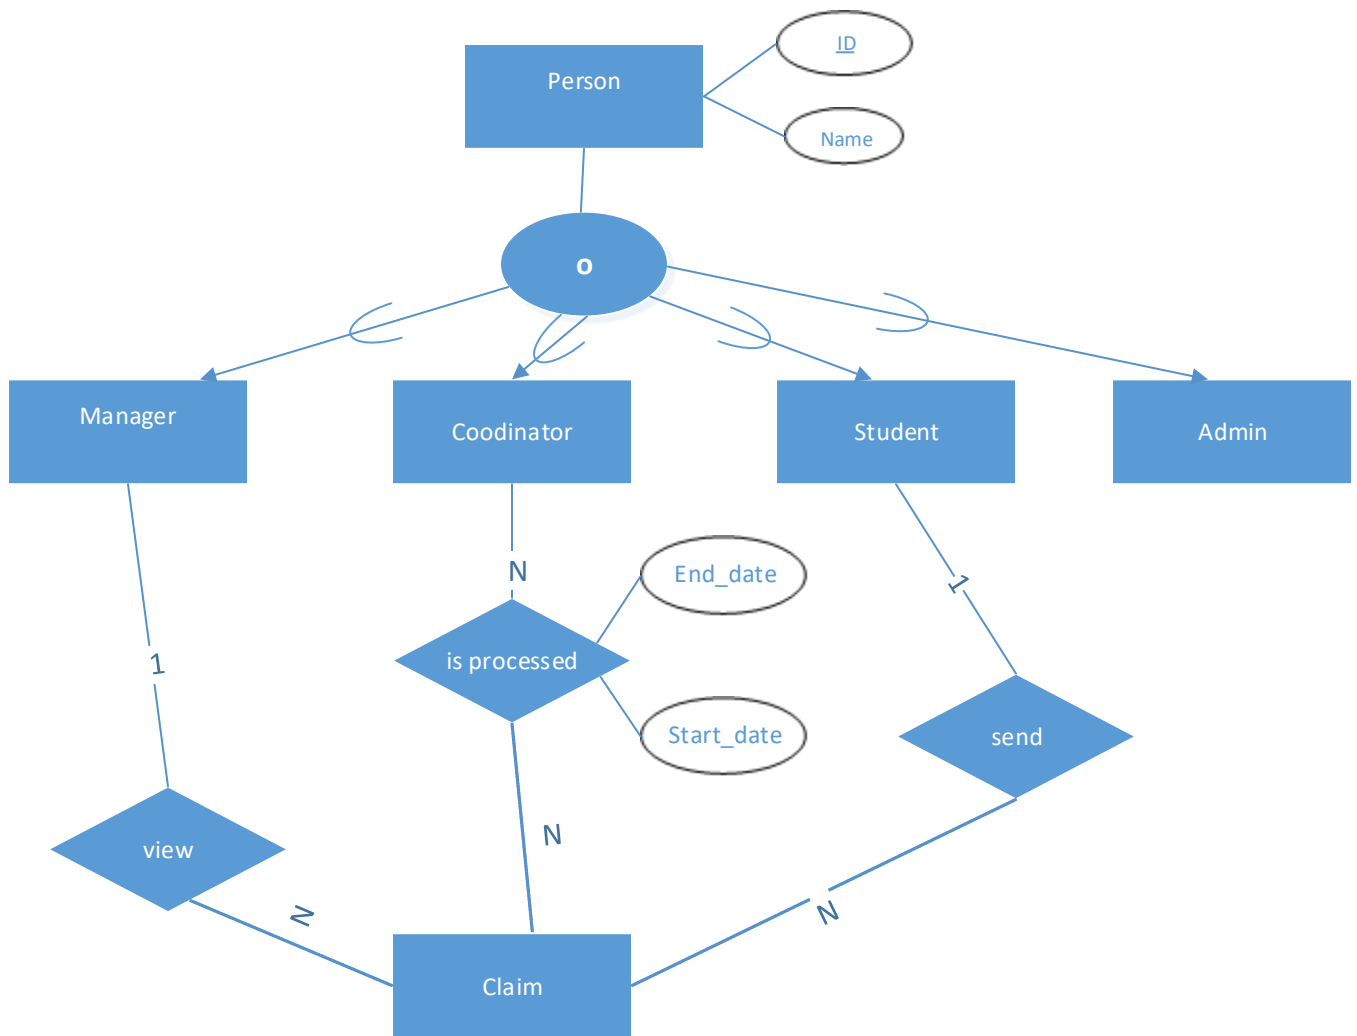 ID
Person
Name
o
Manager
Coodinator
Student
Admin
N
End_date
1
is processed
1
Start_date
send
N
view
N
N
Claim